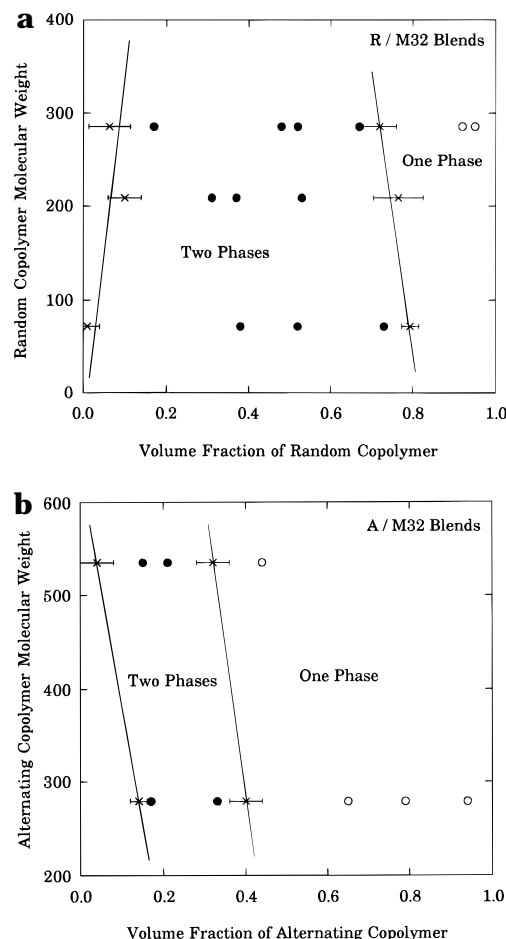 a
400
R / M32 Blends
300
One Phase
200
Two Phases
100
0
0.0 0.2 0.4 0.6 0.8 1.0
Random Copolymer Molecular Weight
Volume Fraction of Random Copolymer
b
600
A / M32 Blends
500
Two Phases
One Phase
400
300
200
0.0 0.2 0.4 0.6 0.8 1.0
Alternating Copolymer Molecular Weight
Volume Fraction of Alternating Copolymer